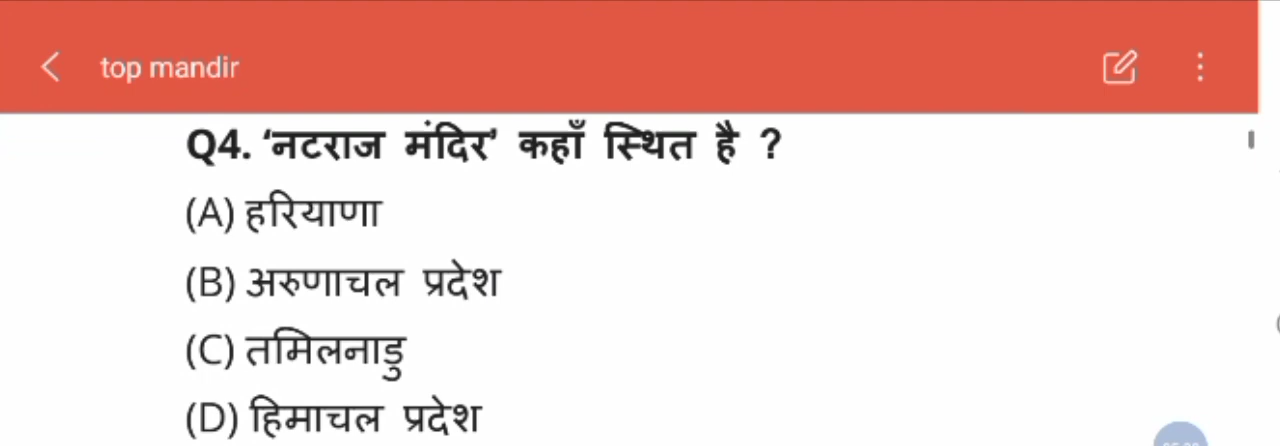 top mandir
Q4. ‘नटराज मंदिर’ कहाँ स्थित है ?
(A) हरियाणा
(B) अरुणाचल प्रदेश
(C) तमिलनाडु
(D) हिमाचल प्रदेश